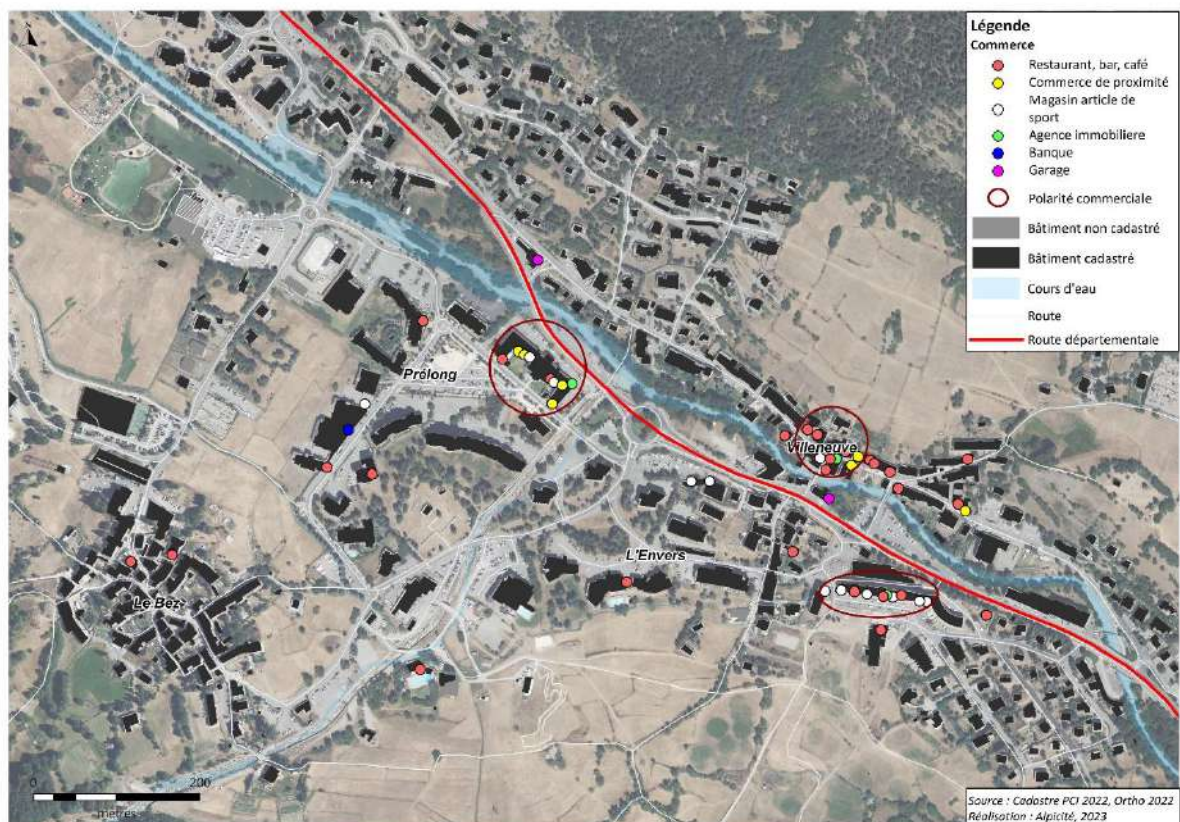 Légende
Commerce
Restaurant, bar, café
Commerce de proximité
Magasin article de
sport
Agence immobiliere
Banque
Garage
Polarité commerciale
Bâtiment non cadastré
Bâtiment cadastré
Cours d'eau
Route
Route départementale
Prélong
Villeneuve
L'Envers
Le Bez
0 200
metres
Source : Cadastre PCI 2022, Ortho 2022
Réalisation : Alpicité, 2023